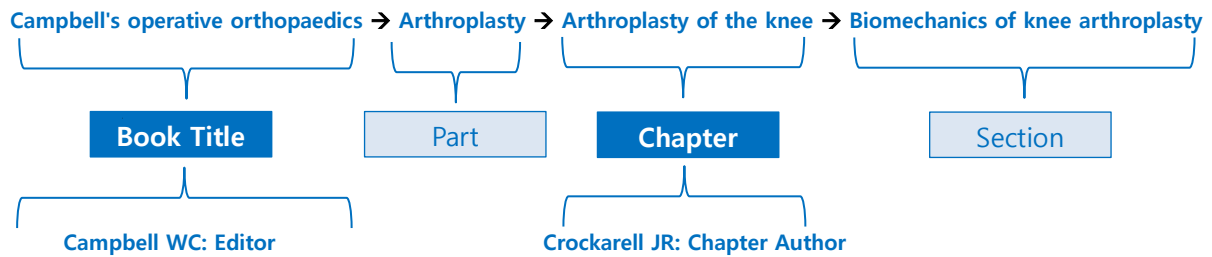 Campbell's operative orthopaedics → Arthroplasty → Arthroplasty of the knee → Biomechanics of knee arthroplasty
Book Title
Part
Chapter
Section
Campbell WC: Editor
Crockarell JR: Chapter Author